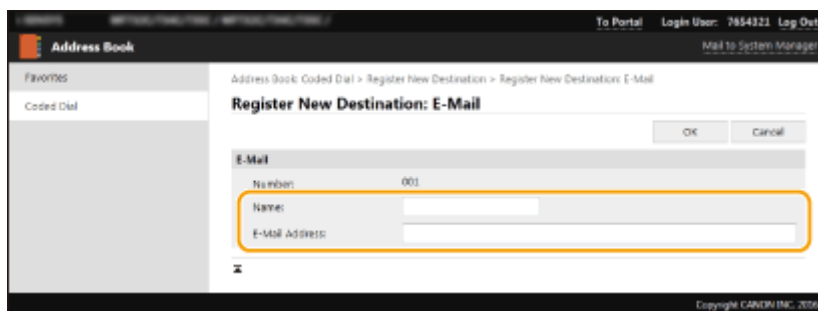 To Portal Login User: 7654321 Log Out
Address Book
Mail to System Manager
Favorites
Coded Dial
Address Book: Coded Dial > Register New Destination > Register New Destination: E-Mail
Register New Destination: E-Mail
OK Cancel
E-Mail
Number: 001
Name:
E-Mail Address:
Copyright CANON INC. 2016